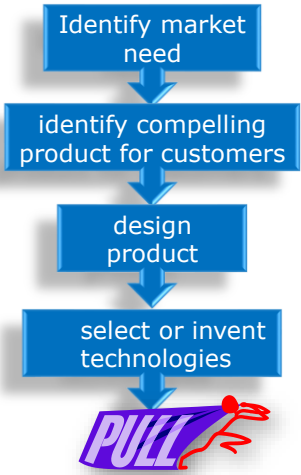 Identify market
need
identify compelling
product for customers
design
product
select or invent
technologies
PULL